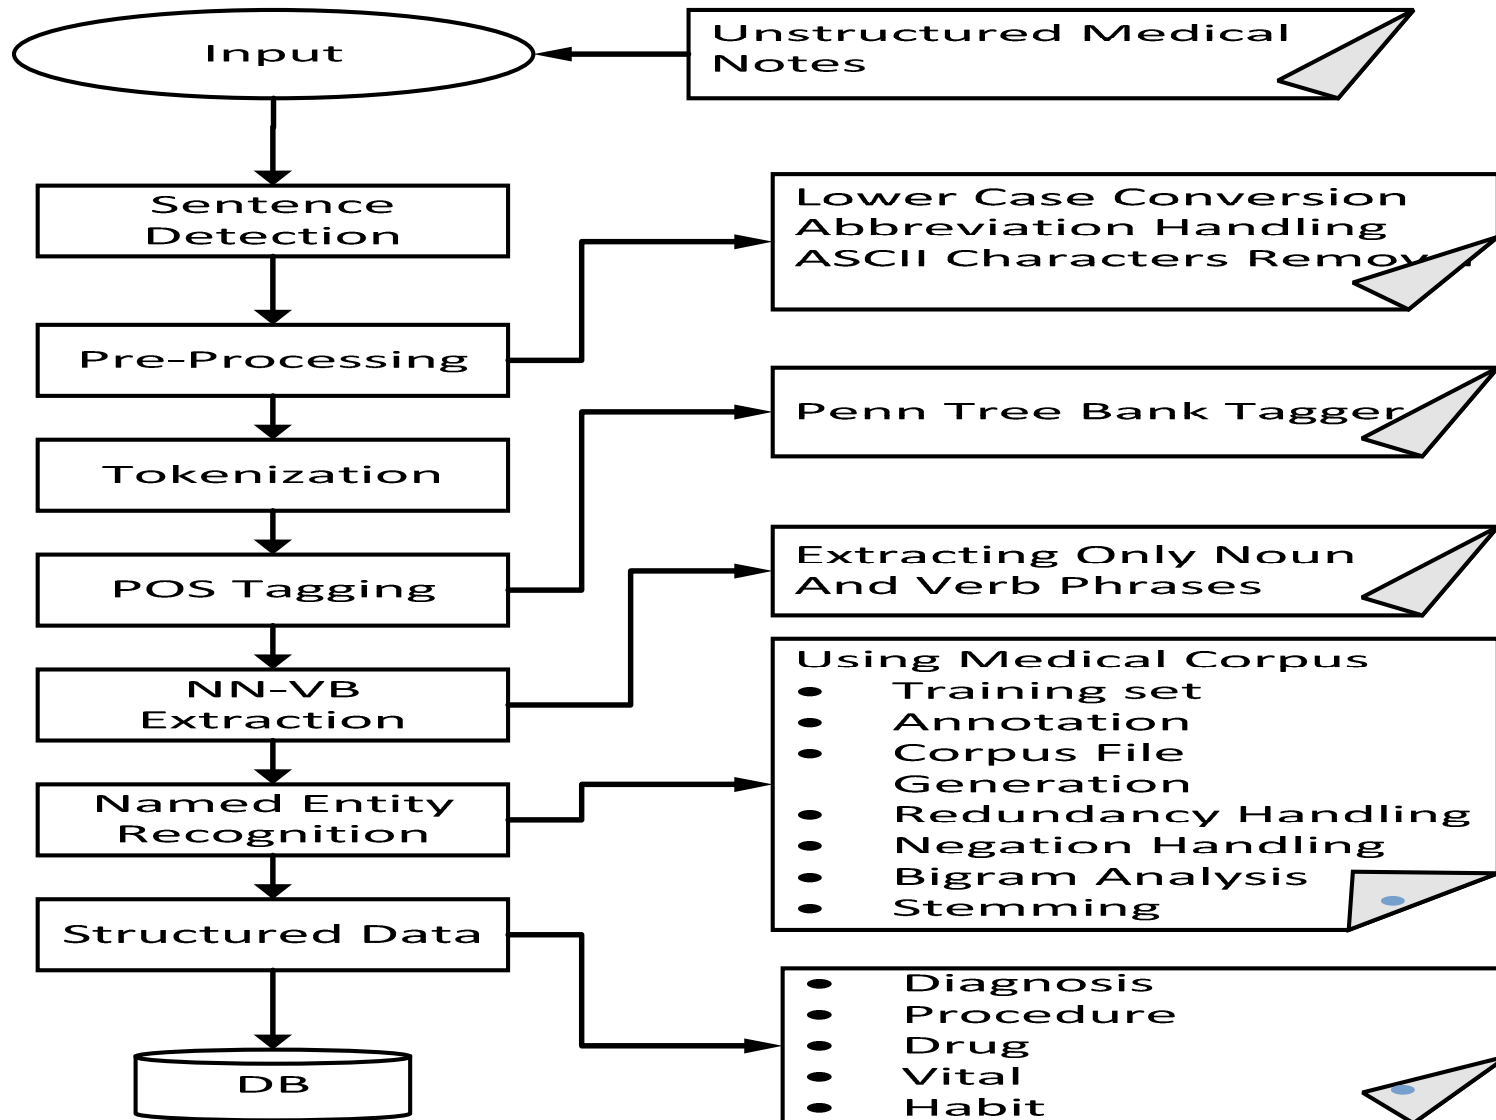 Input
Unstructured Medical
Notes
Sentence
Detection
Lower Case Conversion
Abbreviation Handling
ASCII Characters
Pre-Processing
Penn Tree Bank Tagger
Tokenization
Extracting Only Noun
And Verb Phrases
POS Tagging
Using Medical Corpus
• Training set
• Annotation
• Corpus File
Generation
• Redundancy Handling
• Negation Handling
• Bigram Analysis
• Stemming
NN-VB
Extraction
Named Entity
Recognition
Structured Data
• Diagnosis
• Procedure
• Drug
• Vital
• Habit
DB